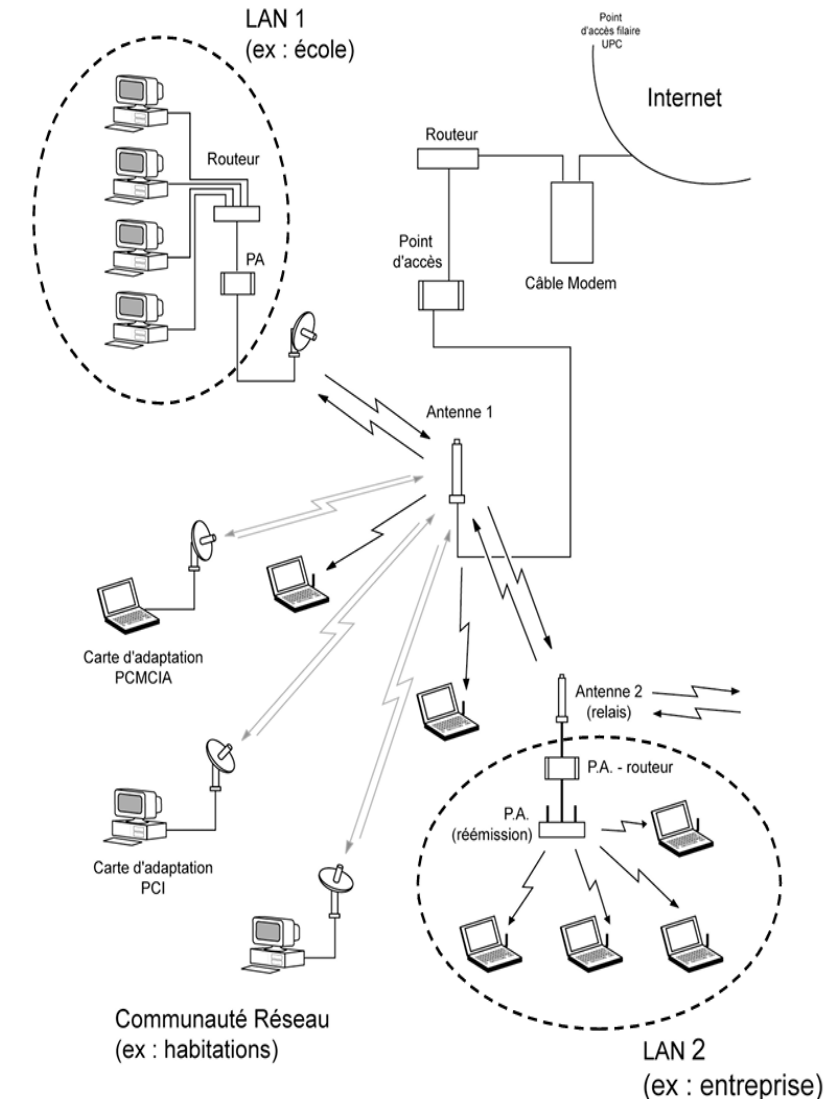 LAN 1
(ex : école)
Routeur
PA
Point
d'accès filaire
UPC
Internet
Routeur
Point
d'accès
Câble Modem
Antenne 1
Carte d'adaptation
PCMCIA
Antenne 2
(relais)
P.A. - routeur
P.A.
(réémission)
Carte d'adaptation
PCI
Communauté Réseau
(ex : habitations)
LAN 2
(ex : entreprise)